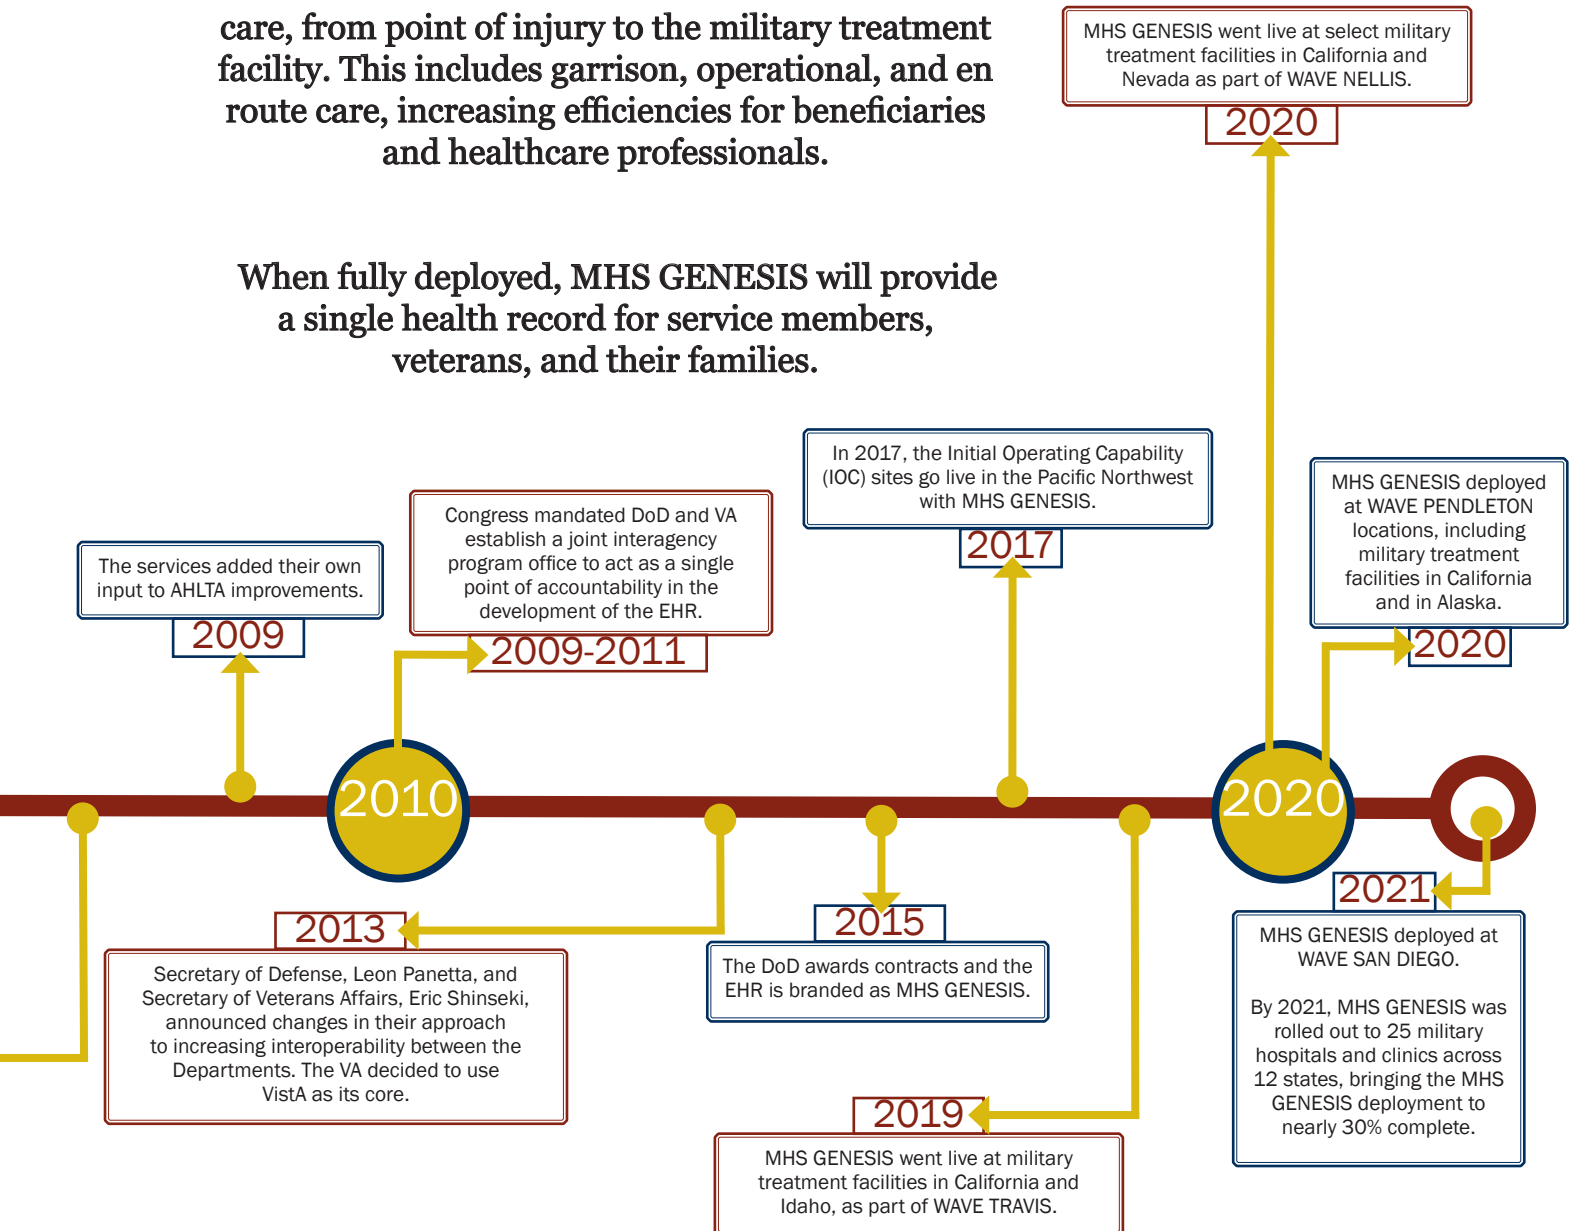 care, from point of injury to the military treatment
facility. This includes garrison, operational, and en
route care, increasing efficiencies for beneficiaries
and healthcare professionals.
When fully deployed, MHS GENESIS will provide
a single health record for service members,
veterans, and their families.
MHS GENESIS went live at select military
treatment facilities in California and
Nevada as part of WAVE NELLIS.
2020
The services added their own
input to AHLTA improvements.
2009
Congress mandated DoD and VA
establish a joint interagency
program office to act as a single
point of accountability in the
development of the EHR.
2009-2011
In 2017, the Initial Operating Capability
(IOC) sites go live in the Pacific Northwest
with MHS GENESIS.
2017
MHS GENESIS deployed
at WAVE PENDLETON
locations, including
military treatment
facilities in California
and in Alaska.
2020
2010
2020
2013
Secretary of Defense, Leon Panetta, and
Secretary of Veterans Affairs, Eric Shinseki,
announced changes in their approach
to increasing interoperability between the
Departments. The VA decided to use
VistA as its core.
2015
The DoD awards contracts and the
EHR is branded as MHS GENESIS.
2019
MHS GENESIS went live at military
treatment facilities in California and
Idaho, as part of WAVE TRAVIS.
2021
MHS GENESIS deployed at
WAVE SAN DIEGO.
By 2021, MHS GENESIS was
rolled out to 25 military
hospitals and clinics across
12 states, bringing the MHS
GENESIS deployment to
nearly 30% complete.